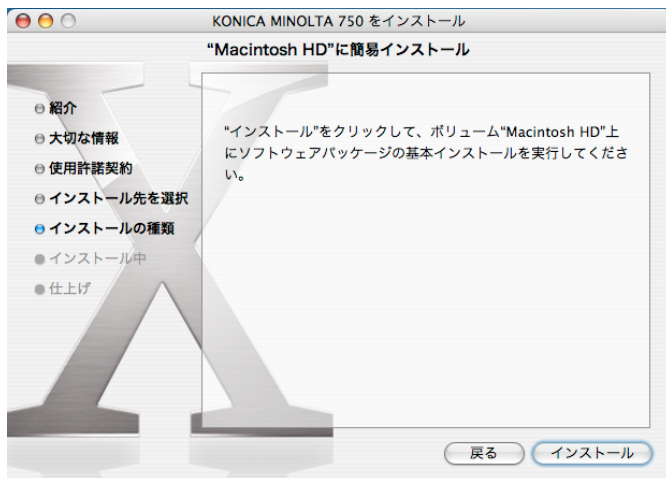 KONICA MINOLTA 750 をインストール
“Macintosh HD”に簡易インストール
紹介
大切な情報
使用許諾契約
インストール先を選択
インストールの種類
インストール中
仕上げ
“インストール”をクリックして、ボリューム“Macintosh HD”上
にソフトウェアパッケージの基本インストールを実行してくださ
い。
戻る
インストール